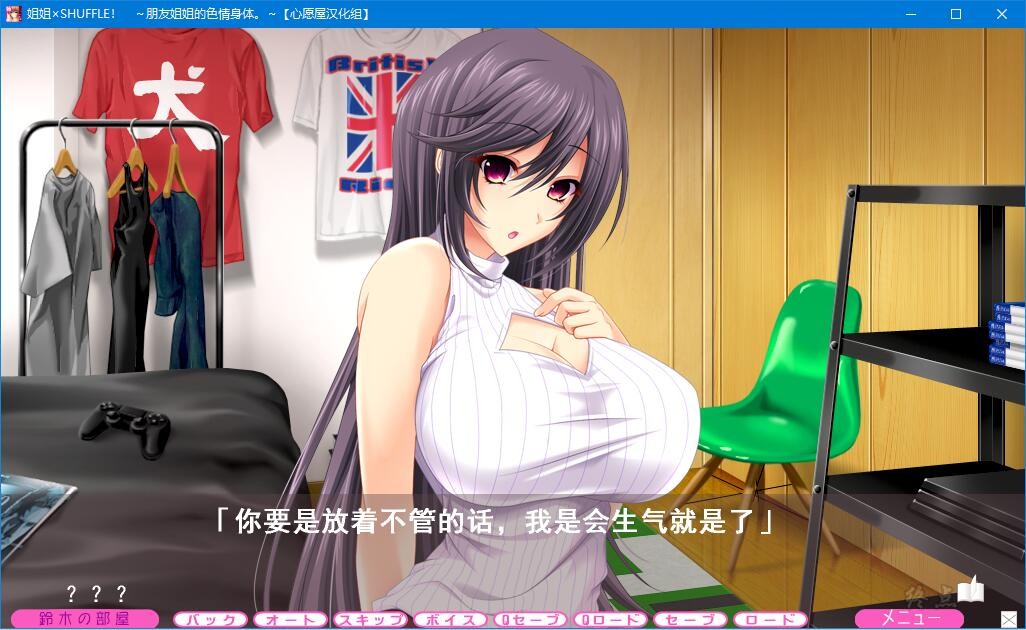 姐姐×SHUFFLE! ～朋友姐姐的色情身体。～【心愿屋汉化组】
犬
British
「你要是放着不管的话，我是会生气就是了」
？？？
鈴木の部屋 バック オート スキップ ボイス Qセーブ Qロード セーブ ロード メニュー